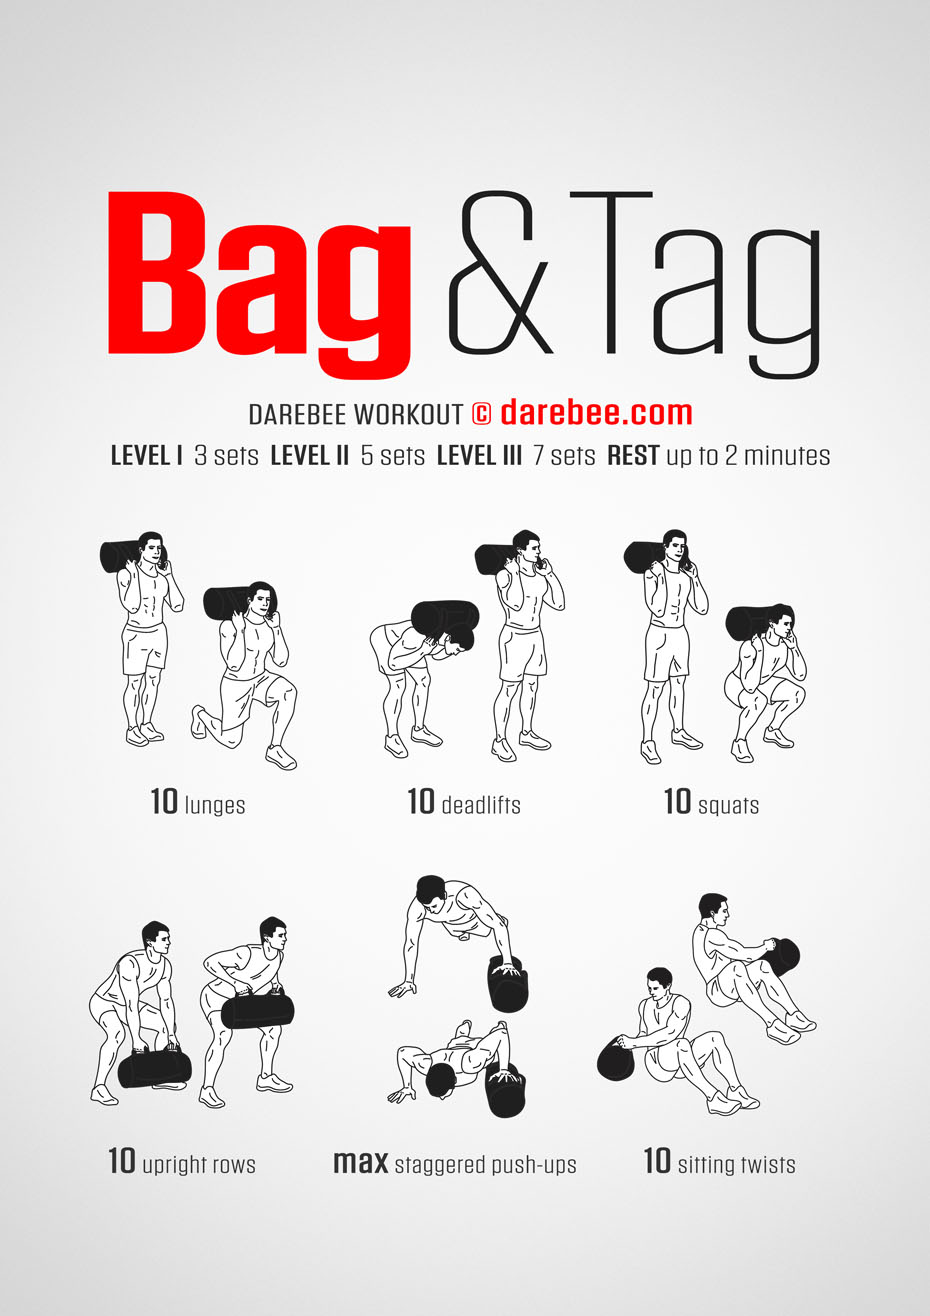 Bag & Tag
DAREBEE WORKOUT © darebee.com
LEVEL I 3 sets LEVEL II 5 sets LEVEL III 7 sets REST up to 2 minutes
10 lunges
10 deadlifts
10 squats
10 upright rows
max staggered push-ups
10 sitting twists